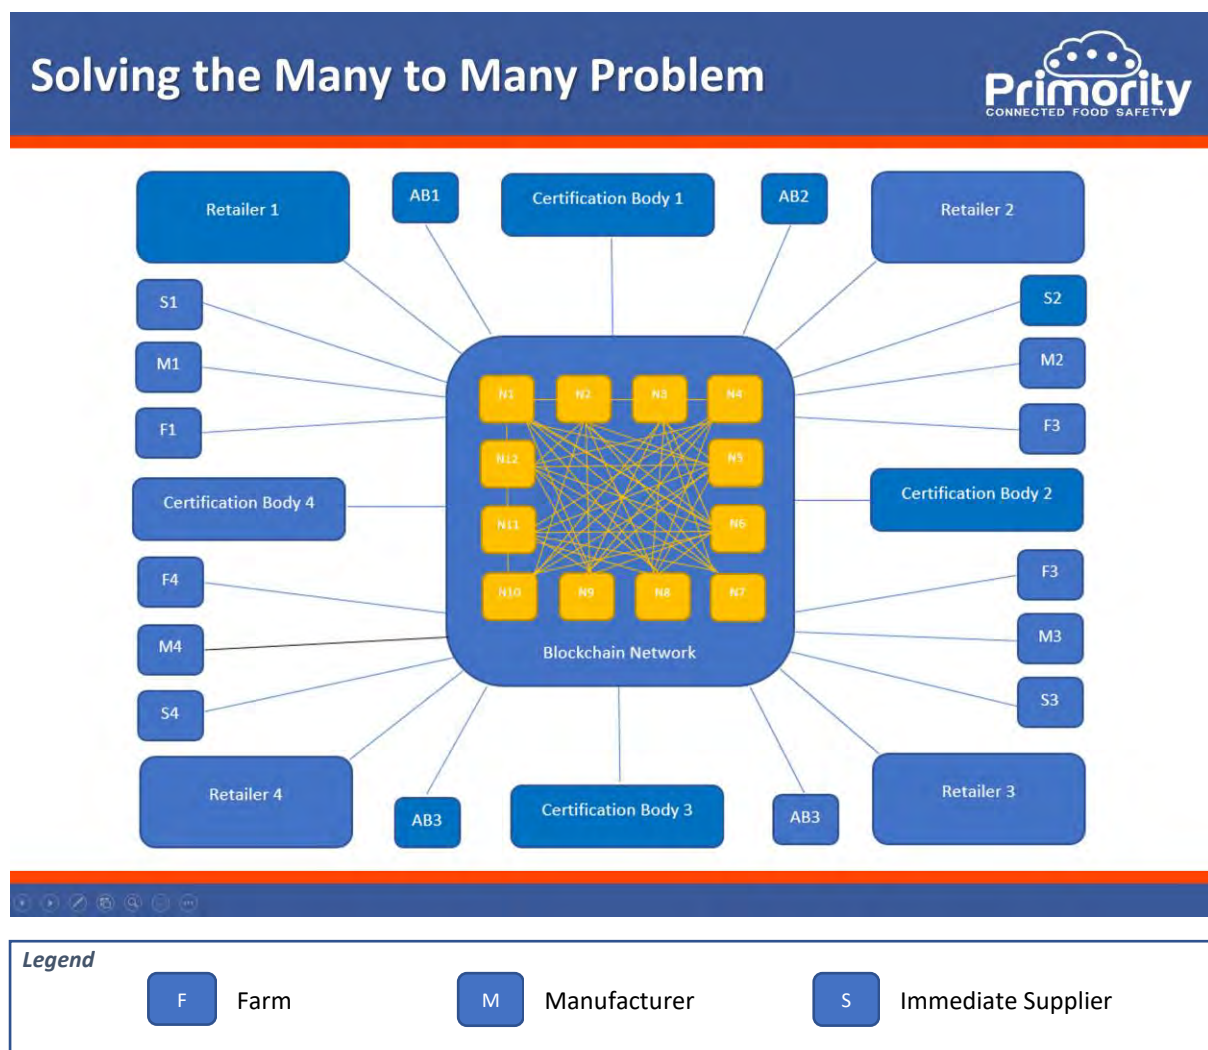 Solving the Many to Many Problem
Primority
CONNECTED FOOD SAFETY
Retailer 1
AB1
Certification Body 1
AB2
Retailer 2
S1
S2
M1
M2
F1
F3
N1
N2
N3
N4
N12
N5
Certification Body 4
Certification Body 2
N11
N6
F4
F3
N10
N9
N8
N7
M4
M3
Blockchain Network
S4
S3
Retailer 4
AB3
Certification Body 3
AB3
Retailer 3
Legend
F
Farm
M
Manufacturer
S
Immediate Supplier